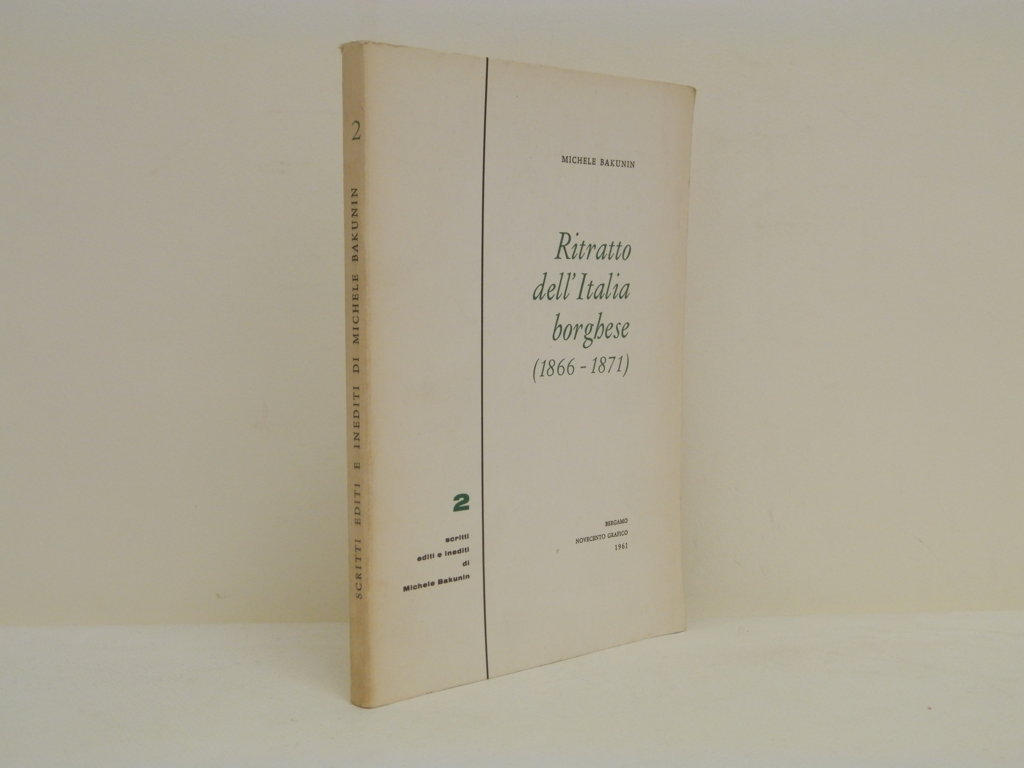 2
SCRITTI EDITI E INEDITI DI MICHELE BAKUNIN
MICHELE BAKUNIN
Ritratto
dell'Italia
borghese
(1866 - 1871)
2
scritti
editi e inediti
di
Michele Bakunin
BERGAMO
NOVECENTO GRAFICO
1961